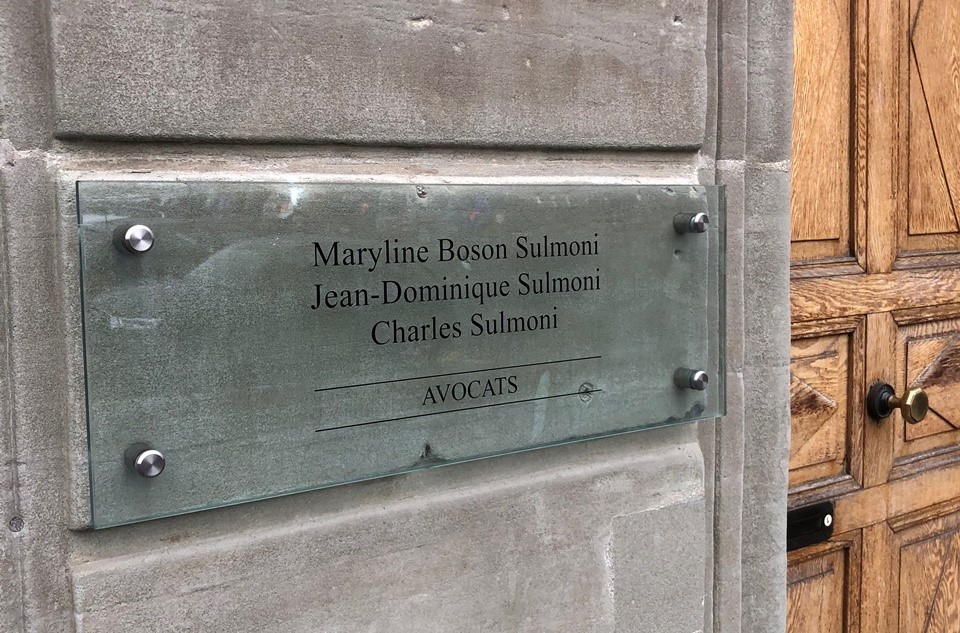 Maryline Boson Sulmoni
Jean-Dominique Sulmoni
Charles Sulmoni
AVOCATS